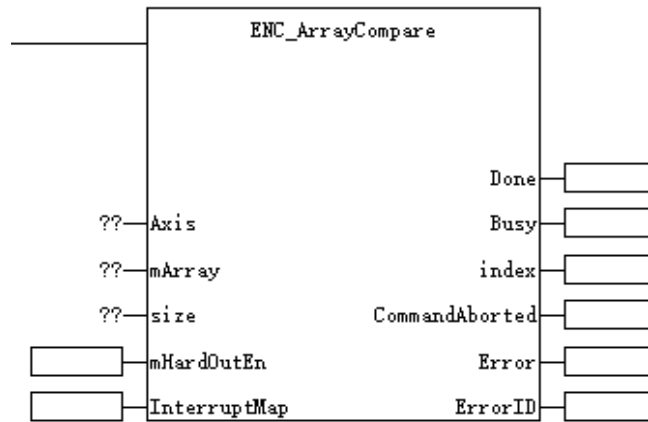 ENC_ArrayCompare
Done
?? Axis Busy
?? mArray index
?? size CommandAborted
mHardOutEn Error
InterruptMap ErrorID